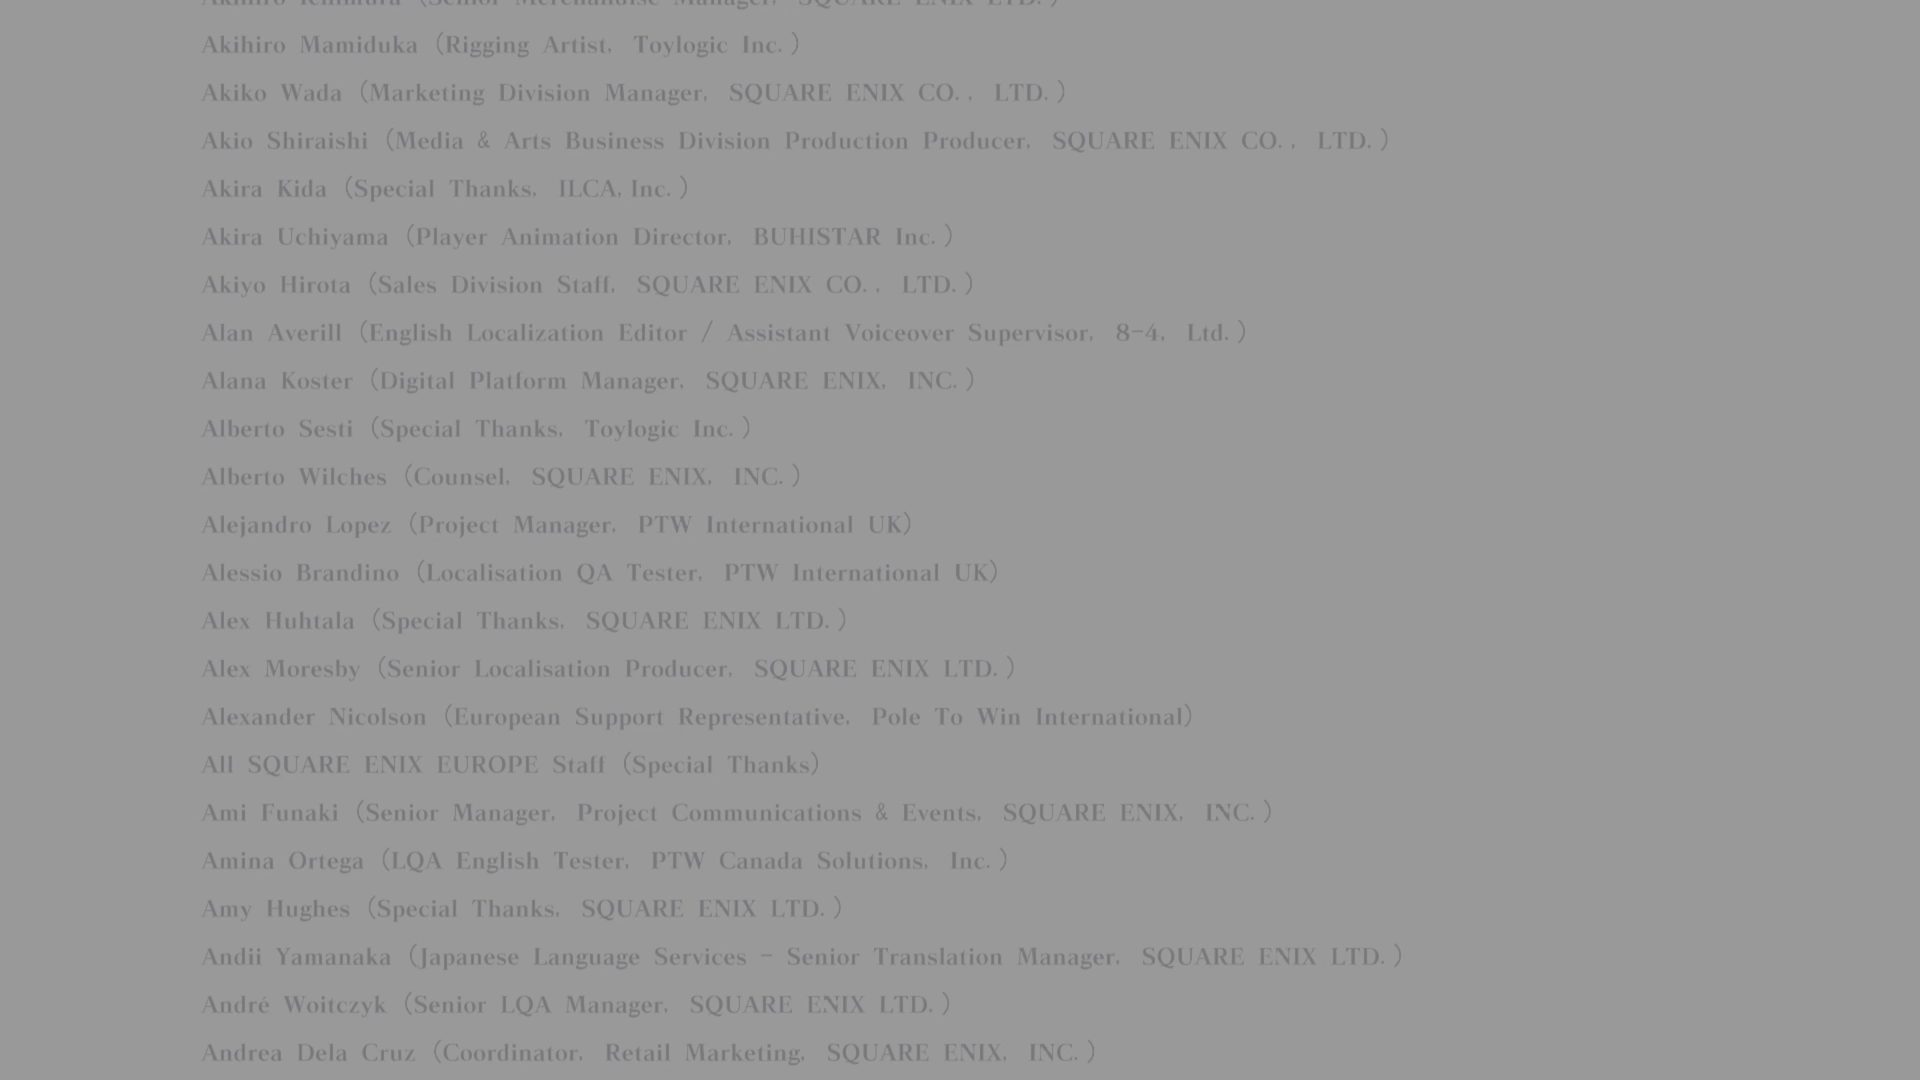 Akihiro Ichimura (Senior Merchandise Manager, SQUARE ENIX LTD.)
Akihiro Mamiduka (Rigging Artist, Toylogic Inc.)
Akiko Wada (Marketing Division Manager, SQUARE ENIX CO., LTD.)
Akio Shiraishi (Media & Arts Business Division Production Producer, SQUARE ENIX CO., LTD.)
Akira Kida (Special Thanks, ILCA, Inc.)
Akira Uchiyama (Player Animation Director, BUHISTAR Inc.)
Akiyo Hirota (Sales Division Staff, SQUARE ENIX CO., LTD.)
Alan Averill (English Localization Editor / Assistant Voiceover Supervisor, 8-4, Ltd.)
Alana Koster (Digital Platform Manager, SQUARE ENIX, INC.)
Alberto Sesti (Special Thanks, Toylogic Inc.)
Alberto Wilches (Counsel, SQUARE ENIX, INC.)
Alejandro Lopez (Project Manager, PTW International UK)
Alessio Brandino (Localisation QA Tester, PTW International UK)
Alex Huhtala (Special Thanks, SQUARE ENIX LTD.)
Alex Moresby (Senior Localisation Producer, SQUARE ENIX LTD.)
Alexander Nicolson (European Support Representative, Pole To Win International)
All SQUARE ENIX EUROPE Staff (Special Thanks)
Ami Funaki (Senior Manager, Project Communications & Events, SQUARE ENIX, INC.)
Amina Ortega (LQA English Tester, PTW Canada Solutions, Inc.)
Amy Hughes (Special Thanks, SQUARE ENIX LTD.)
Andii Yamanaka (Japanese Language Services - Senior Translation Manager, SQUARE ENIX LTD.)
André Woitczyk (Senior LQA Manager, SQUARE ENIX LTD.)
Andrea Dela Cruz (Coordinator, Retail Marketing, SQUARE ENIX, INC.)